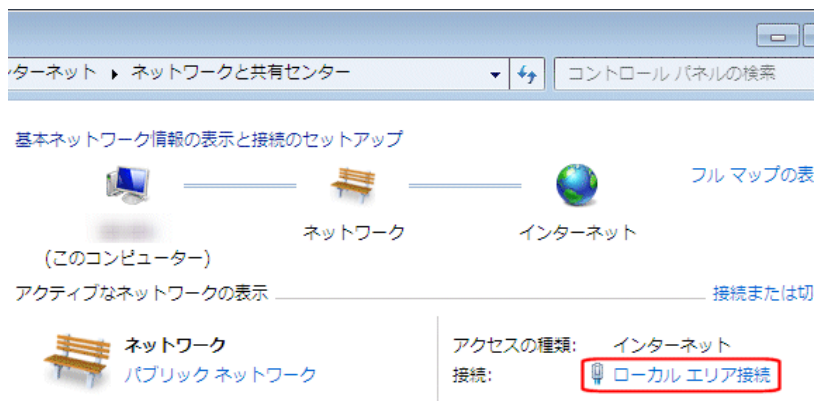 ターネット ▸ ネットワークと共有センター
コントロール パネルの検索
基本ネットワーク情報の表示と接続のセットアップ
フル マップの表
ネットワーク
インターネット
(このコンピューター)
アクティブなネットワークの表示
接続または切
ネットワーク
パブリック ネットワーク
アクセスの種類: インターネット
接続: ローカル エリア接続